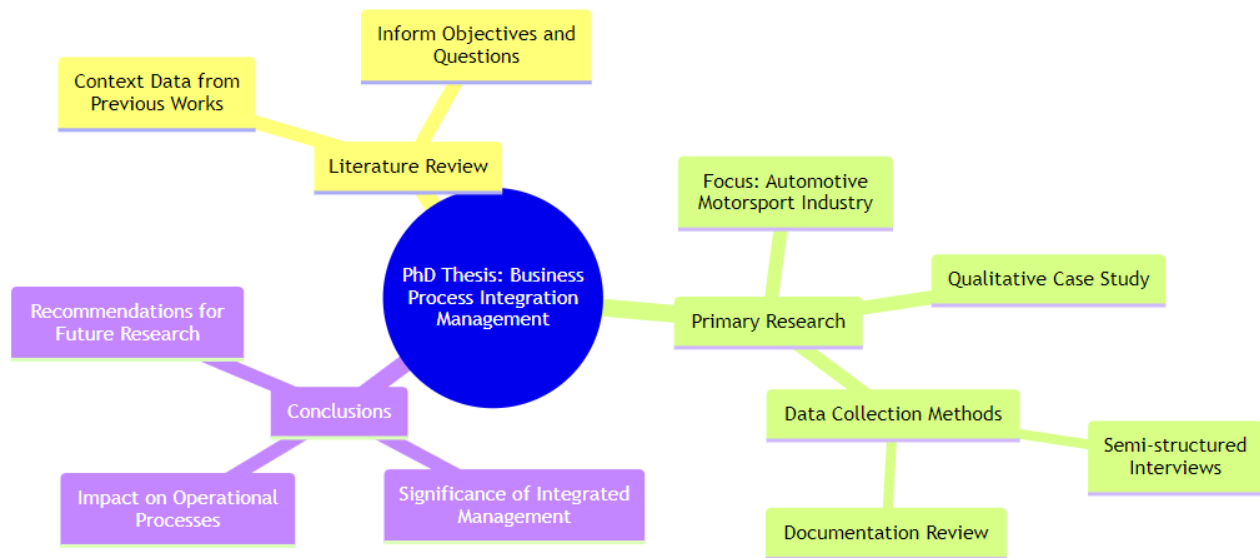 Inform Objectives and
Questions
Context Data from
Previous Works
Literature Review
PhD Thesis: Business
Process Integration
Management
Focus: Automotive
Motorsport Industry
Qualitative Case Study
Primary Research
Data Collection Methods
Semi-structured
Interviews
Documentation Review
Recommendations for
Future Research
Conclusions
Impact on Operational
Processes
Significance of Integrated
Management